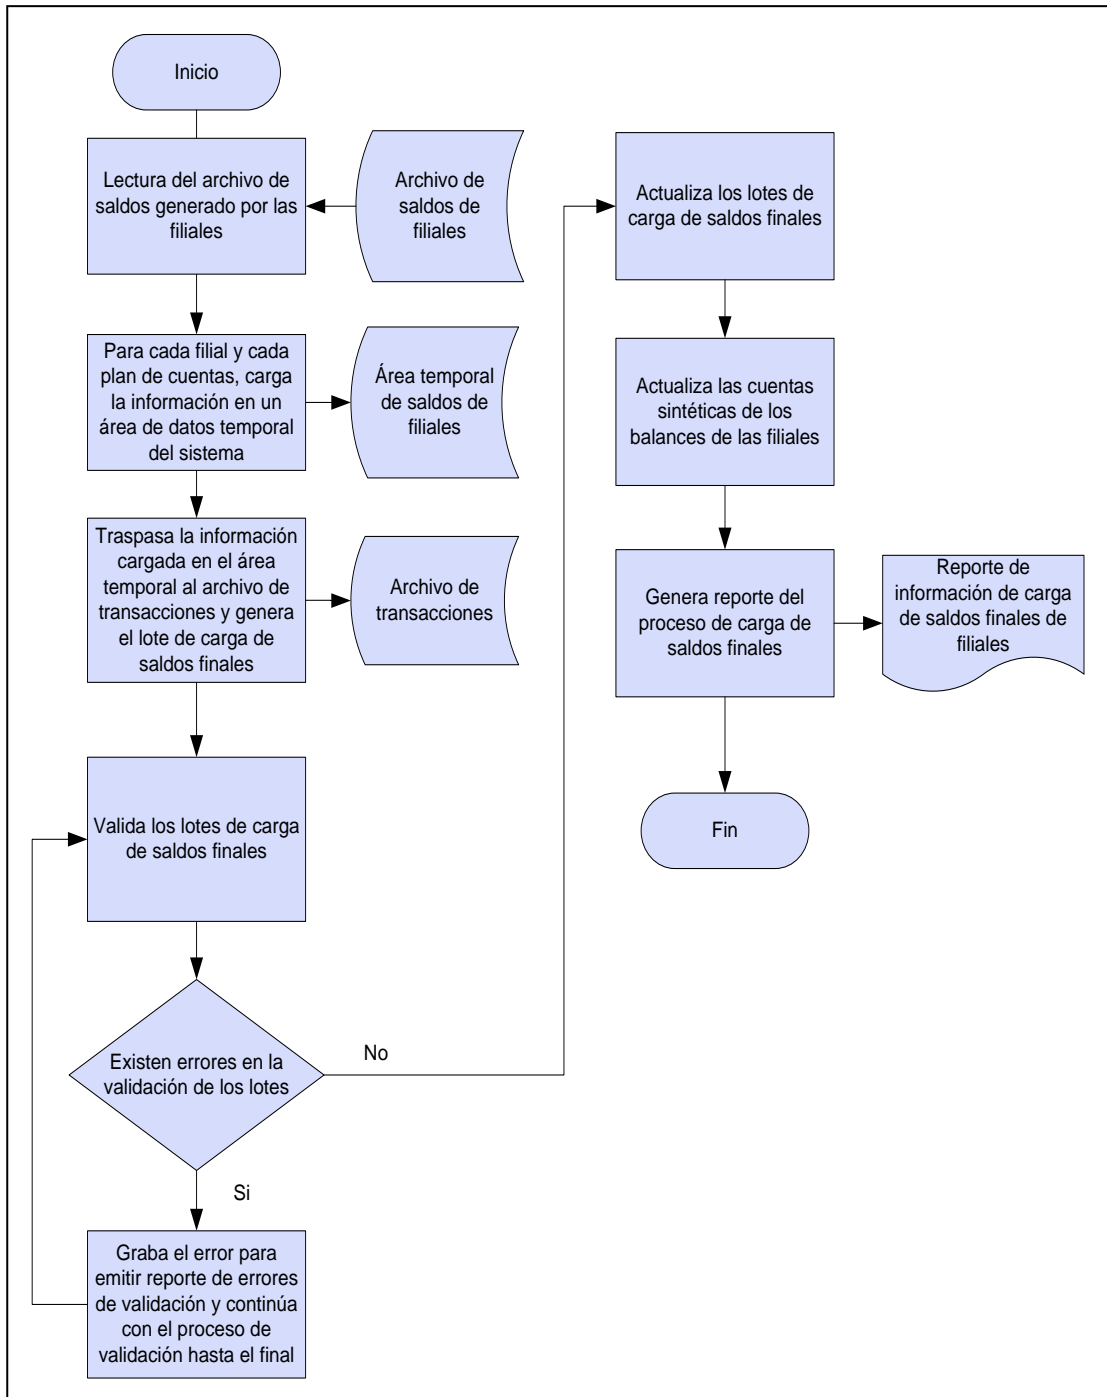 Inicio
Lectura del archivo de
saldos generado por las
filiales
Archivo de
saldos de
filiales
Para cada filial y cada
plan de cuentas, carga
la información en un
área de datos temporal
del sistema
Área temporal
de saldos de
filiales
Traspasa la información
cargada en el área
temporal al archivo de
transacciones y genera
el lote de carga de
saldos finales
Archivo de
transacciones
Valida los lotes de carga
de saldos finales
Existen errores en la
validación de los lotes
No
Si
Graba el error para
emitir reporte de errores
de validación y continúa
con el proceso de
validación hasta el final
Actualiza los lotes de
carga de saldos finales
Actualiza las cuentas
sintéticas de los
balances de las filiales
Genera reporte del
proceso de carga de
saldos finales
Reporte de
información de carga
de saldos finales de
filiales
Fin